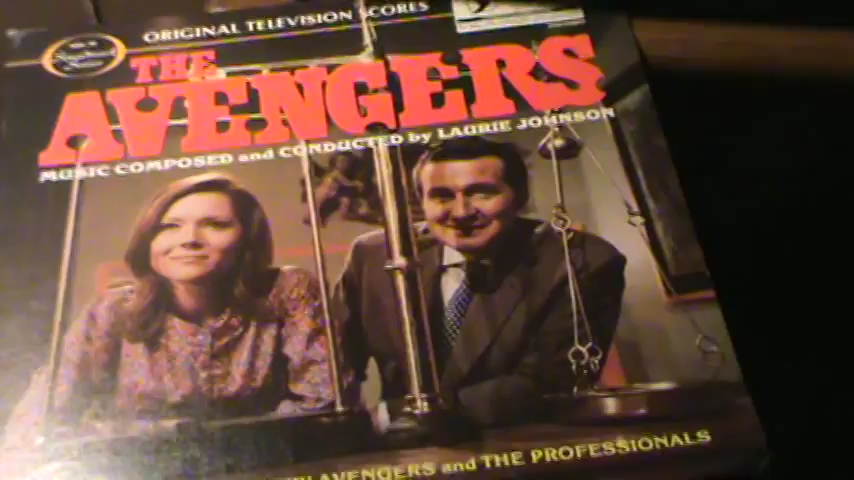 ORIGINAL TELEVISION SCORES
THE
AVENGERS
MUSIC COMPOSED and CONDUCTED by LAURIE JOHNSON
AVENGERS and THE PROFESSIONALS